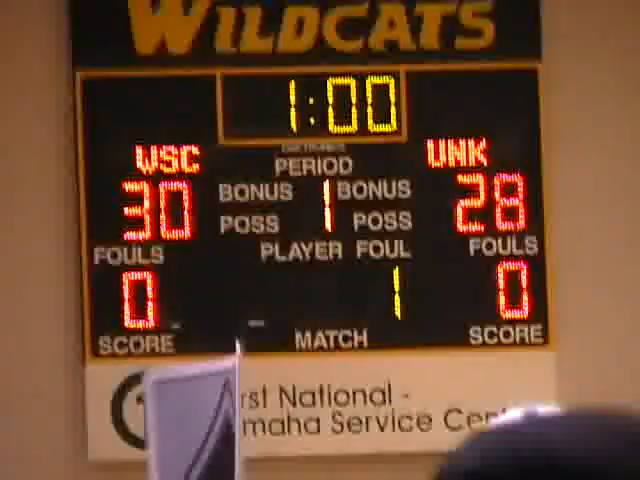 WILDCATS
1:00
WSC PERIOD UNK
30 BONUS 1 BONUS 28
POSS POSS
FOULS PLAYER FOUL FOULS
0 1 0
SCORE MATCH SCORE
rst National -
maha Service Cen